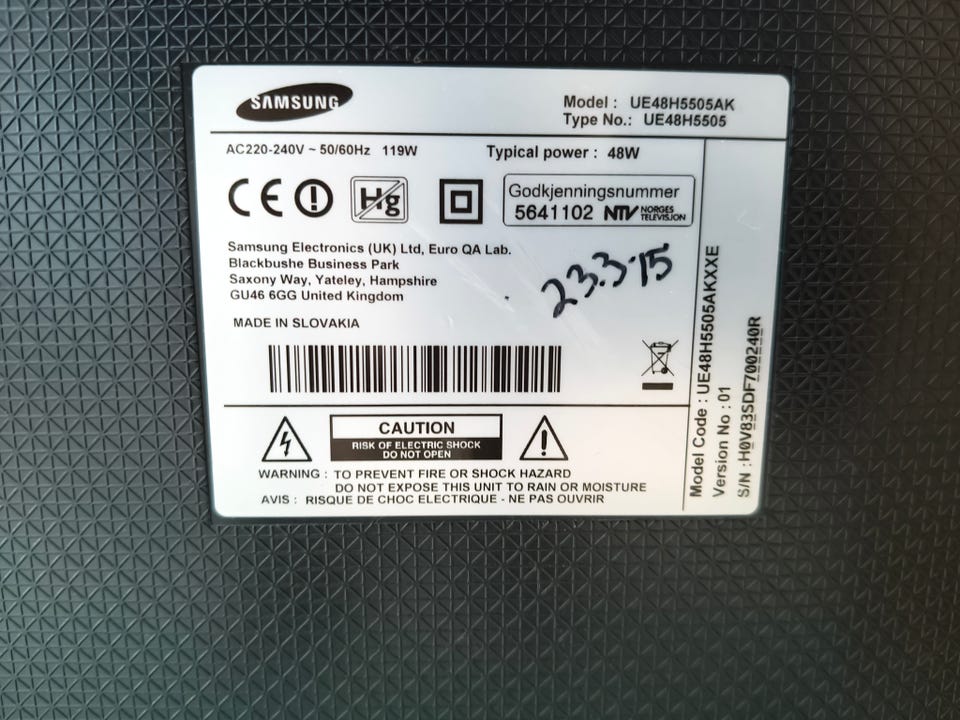 SAMSUNG
Model : UE48H5505AK
Type No.: UE48H5505
AC220-240V ~ 50/60Hz 119W
Typical power : 48W
CE
Hg
Godkjenningsnummer
5641102 NTV NORGES TELEVISJON
Samsung Electronics (UK) Ltd, Euro QA Lab.
Blackbushe Business Park
Saxony Way, Yateley, Hampshire
GU46 6GG United Kingdom
23.3-15
MADE IN SLOVAKIA
CAUTION
RISK OF ELECTRIC SHOCK
DO NOT OPEN
WARNING : TO PREVENT FIRE OR SHOCK HAZARD
DO NOT EXPOSE THIS UNIT TO RAIN OR MOISTURE
AVIS : RISQUE DE CHOC ELECTRIQUE - NE PAS OUVRIR
Model Code : UE48H5505AKXXE
Version No : 01
S/N : H0V83SDF700240R